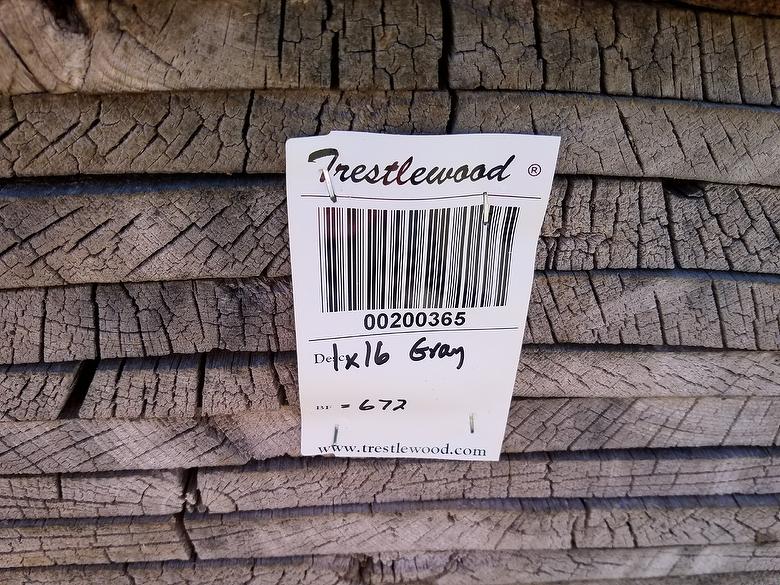 Trestlewood ®
00200365
Desc: 1x16 Gray
BF - 672
www.trestlewood.com